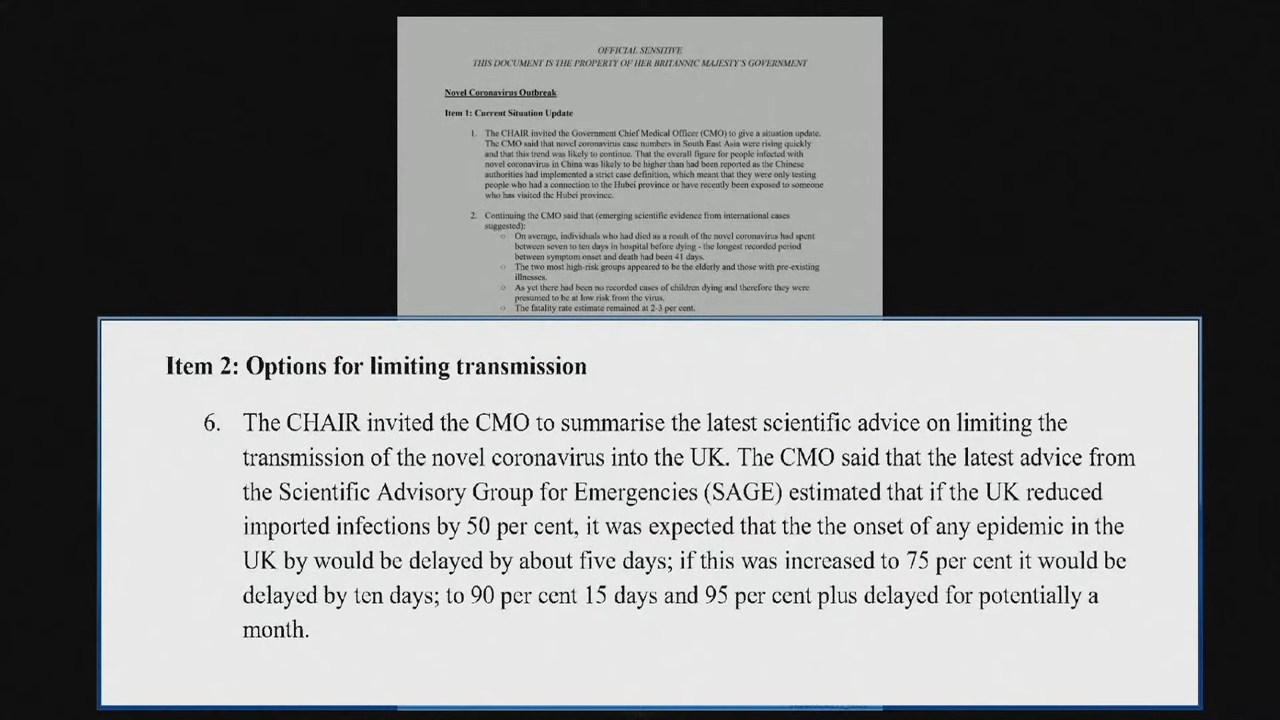 OFFICIAL SENSITIVE
THIS DOCUMENT IS THE PROPERTY OF HER BRITANNIC MAJESTY'S GOVERNMENT
Novel Coronavirus Outbreak
Item 1: Current Situation Update
1. The CHAIR invited the Government Chief Medical Officer (CMO) to give a situation update.
The CMO said that novel coronavirus case numbers in South East Asia were rising quickly
and that this trend was likely to continue. That the overall figure for people infected with
novel coronavirus in China was likely to be higher than had been reported as the Chinese
authorities had implemented a strict case definition, which meant that they were only testing
people who had a connection to the Hubei province or have recently been exposed to someone
who has visited the Hubei province.
2. Continuing the CMO said that (emerging scientific evidence from international cases
suggested):
○ On average, individuals who had died as a result of the novel coronavirus had spent
between seven to ten days in hospital before dying - the longest recorded period
between symptom onset and death had been 41 days.
○ The two most high-risk groups appeared to be the elderly and those with pre-existing
illnesses.
○ As yet there had been no recorded cases of children dying and therefore they were
presumed to be at low risk from the virus.
○ The fatality rate estimate remained at 2-3 per cent.
Item 2: Options for limiting transmission
6. The CHAIR invited the CMO to summarise the latest scientific advice on limiting the
transmission of the novel coronavirus into the UK. The CMO said that the latest advice from
the Scientific Advisory Group for Emergencies (SAGE) estimated that if the UK reduced
imported infections by 50 per cent, it was expected that the the onset of any epidemic in the
UK by would be delayed by about five days; if this was increased to 75 per cent it would be
delayed by ten days; to 90 per cent 15 days and 95 per cent plus delayed for potentially a
month.